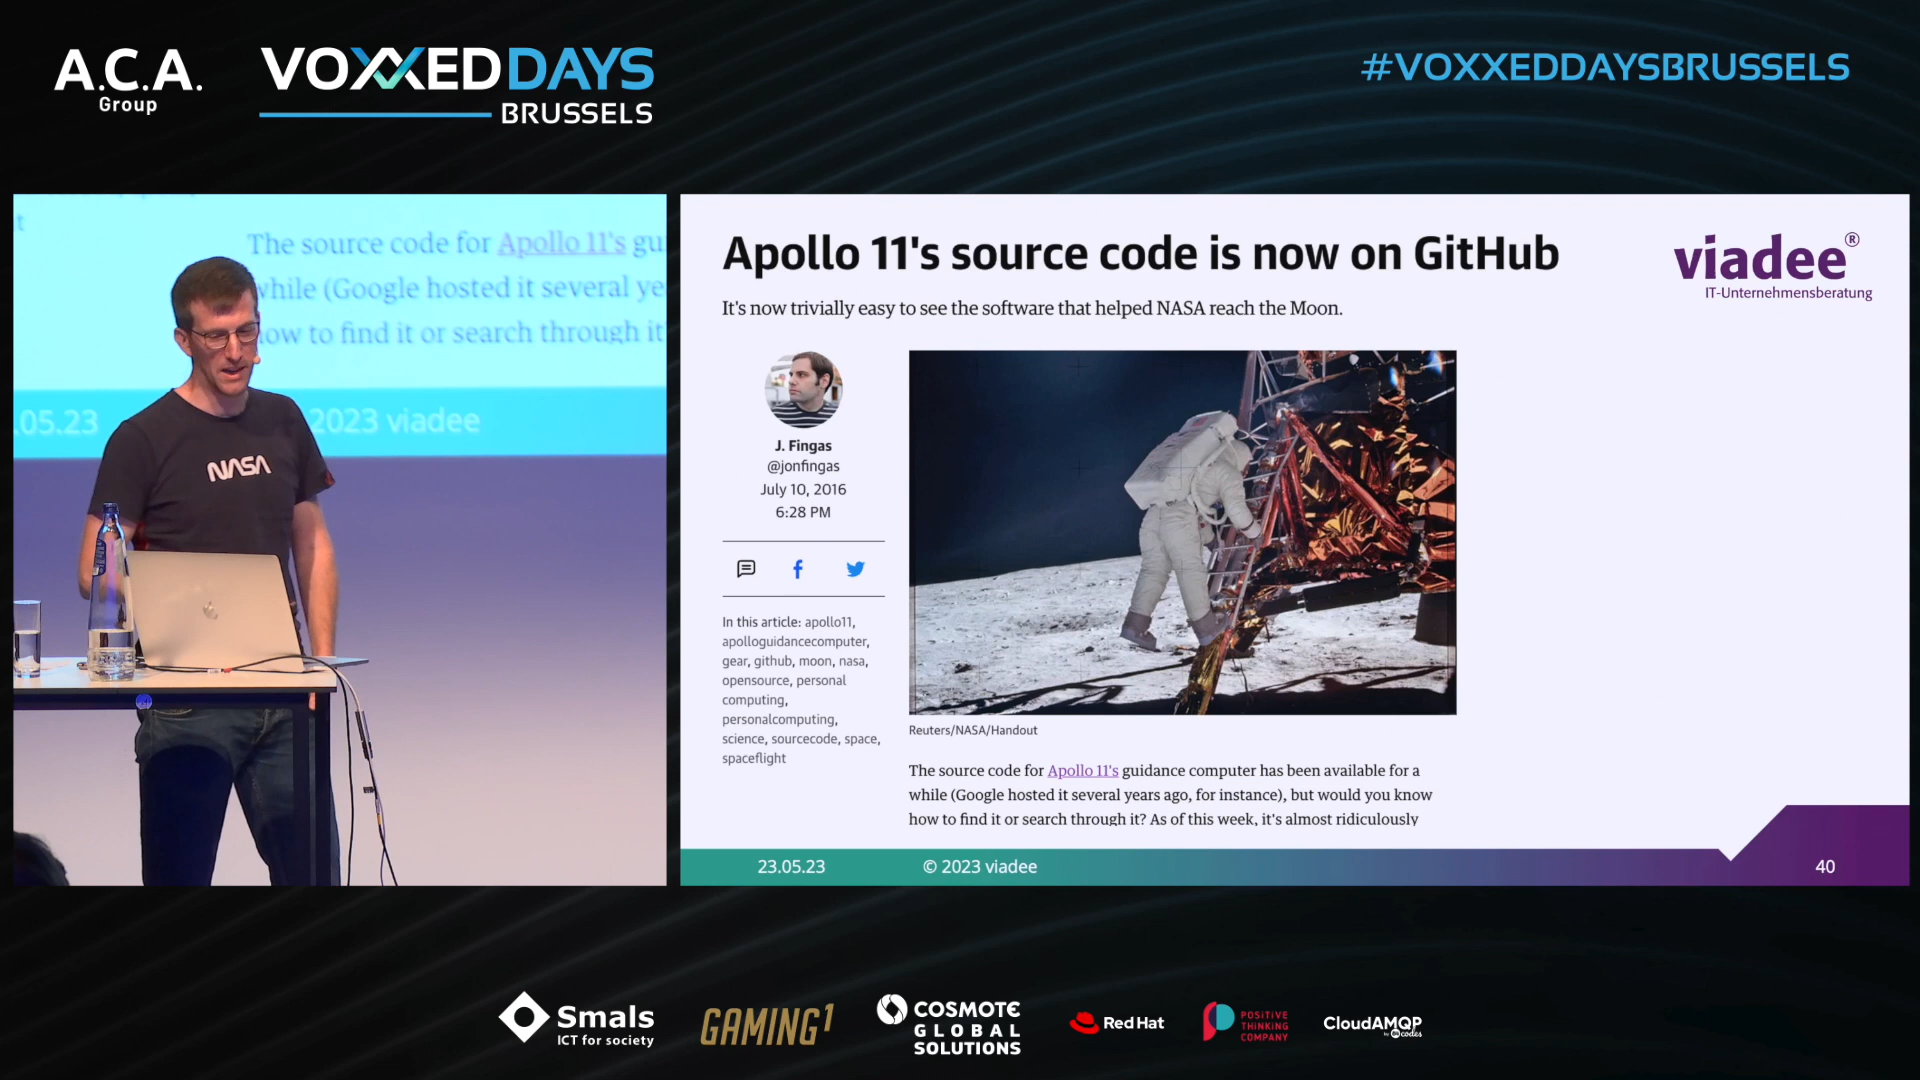 A.C.A.
Group
VOXXEDDAYS
BRUSSELS
#VOXXEDDAYSBRUSSELS
t
The source code for Apollo 11's gu
while (Google hosted it several ye
how to find it or search through it
.05.23
2023 viadee
NASA
Apollo 11's source code is now on GitHub
It's now trivially easy to see the software that helped NASA reach the Moon.
viadee®
IT-Unternehmensberatung
J. Fingas
@jonfingas
July 10, 2016
6:28 PM
In this article: apollo11,
apolloguidancecomputer,
gear, github, moon, nasa,
opensource, personal
computing,
personalcomputing,
science, sourcecode, space,
spaceflight
Reuters/NASA/Handout
The source code for Apollo 11's guidance computer has been available for a
while (Google hosted it several years ago, for instance), but would you know
how to find it or search through it? As of this week, it's almost ridiculously
23.05.23
© 2023 viadee
40
Smals
ICT for society
GAMING1
COSMOTE
GLOBAL
SOLUTIONS
Red Hat
POSITIVE
THINKING
COMPANY
CloudAMQP
by 84codes